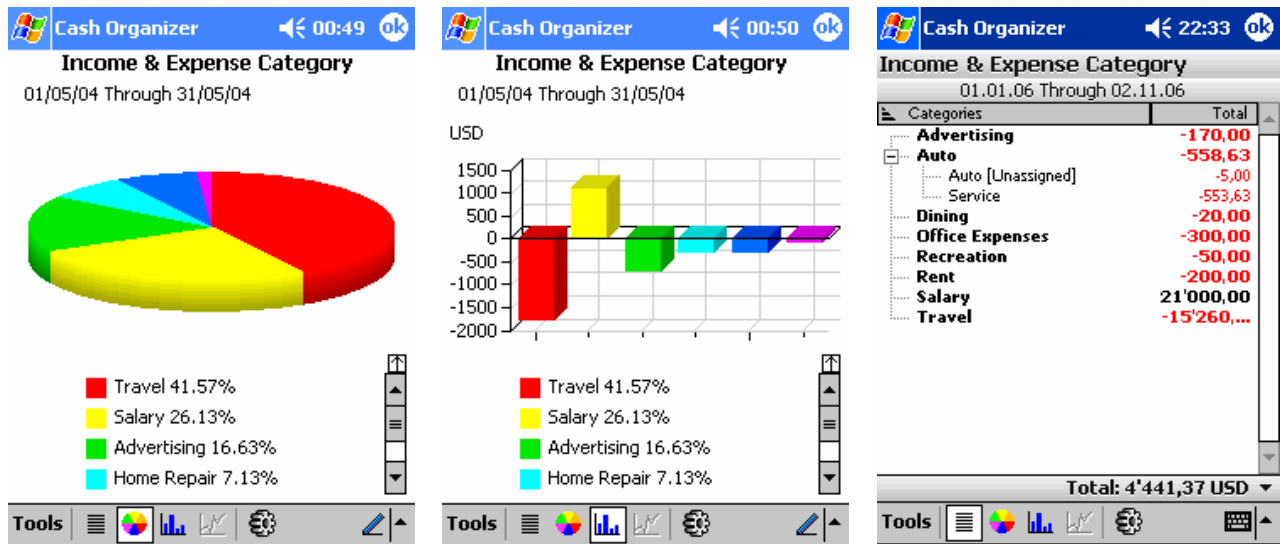 Cash Organizer 00:49 ok
Income & Expense Category
01/05/04 Through 31/05/04
Travel 41.57%
Salary 26.13%
Advertising 16.63%
Home Repair 7.13%
Tools
Cash Organizer 00:50 ok
Income & Expense Category
01/05/04 Through 31/05/04
USD
1500
1000
500
0
-500
-1000
-1500
-2000
Travel 41.57%
Salary 26.13%
Advertising 16.63%
Home Repair 7.13%
Tools
Cash Organizer 22:33 ok
Income & Expense Category
01.01.06 Through 02.11.06
Categories Total
Advertising -170,00
Auto -558,63
Auto [Unassigned] -5,00
Service -553,63
Dining -20,00
Office Expenses -300,00
Recreation -50,00
Rent -200,00
Salary 21'000,00
Travel -15'260,...
Total: 4'441,37 USD
Tools